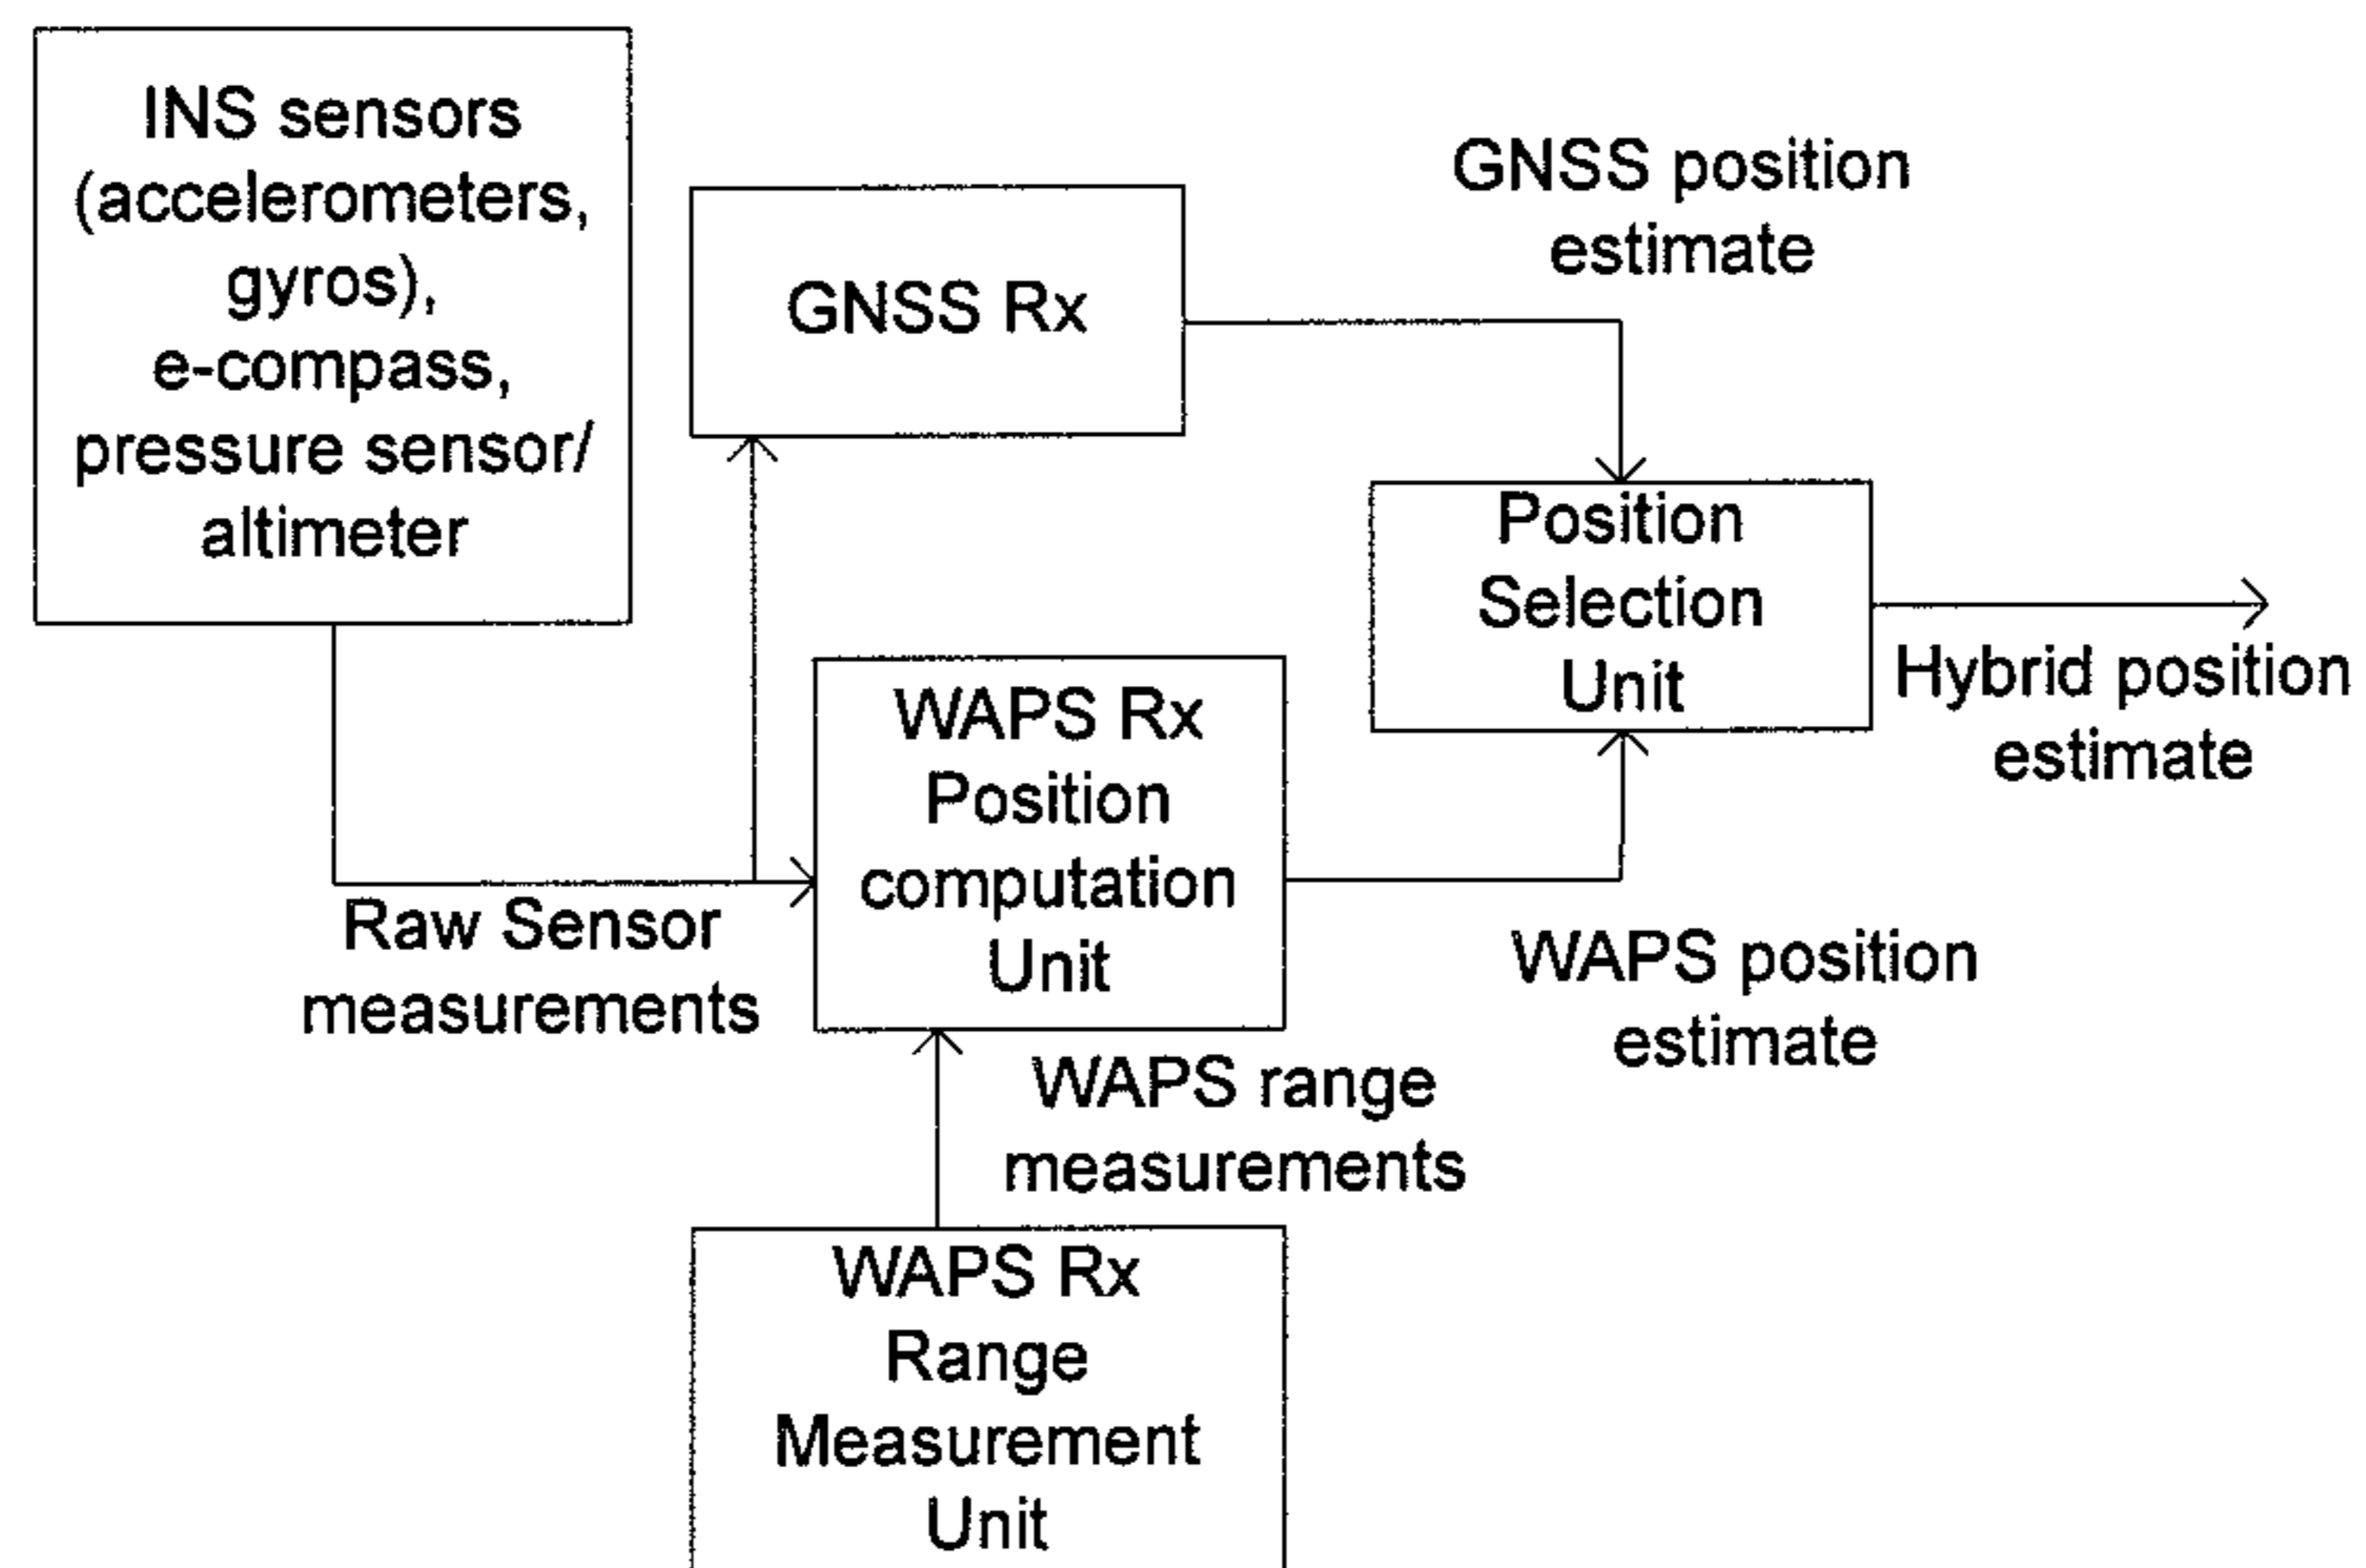 INS sensors
(accelerometers,
gyros),
e-compass,
pressure sensor/
altimeter
GNSS Rx
GNSS position
estimate
Position
Selection
Unit
Hybrid position
estimate
WAPS Rx
Position
computation
Unit
Raw Sensor
measurements
WAPS position
estimate
WAPS range
measurements
WAPS Rx
Range
Measurement
Unit